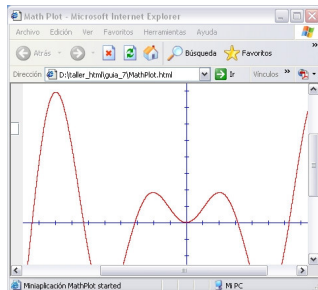 Math Plot - Microsoft Internet Explorer
Archivo Edición Ver Favoritos Herramientas Ayuda
Atrás Búsqueda Favoritos »
Dirección D:\taller_html\guia_7\MathPlot.html Ir Vínculos »
Miniaplicación MathPlot started Mi PC